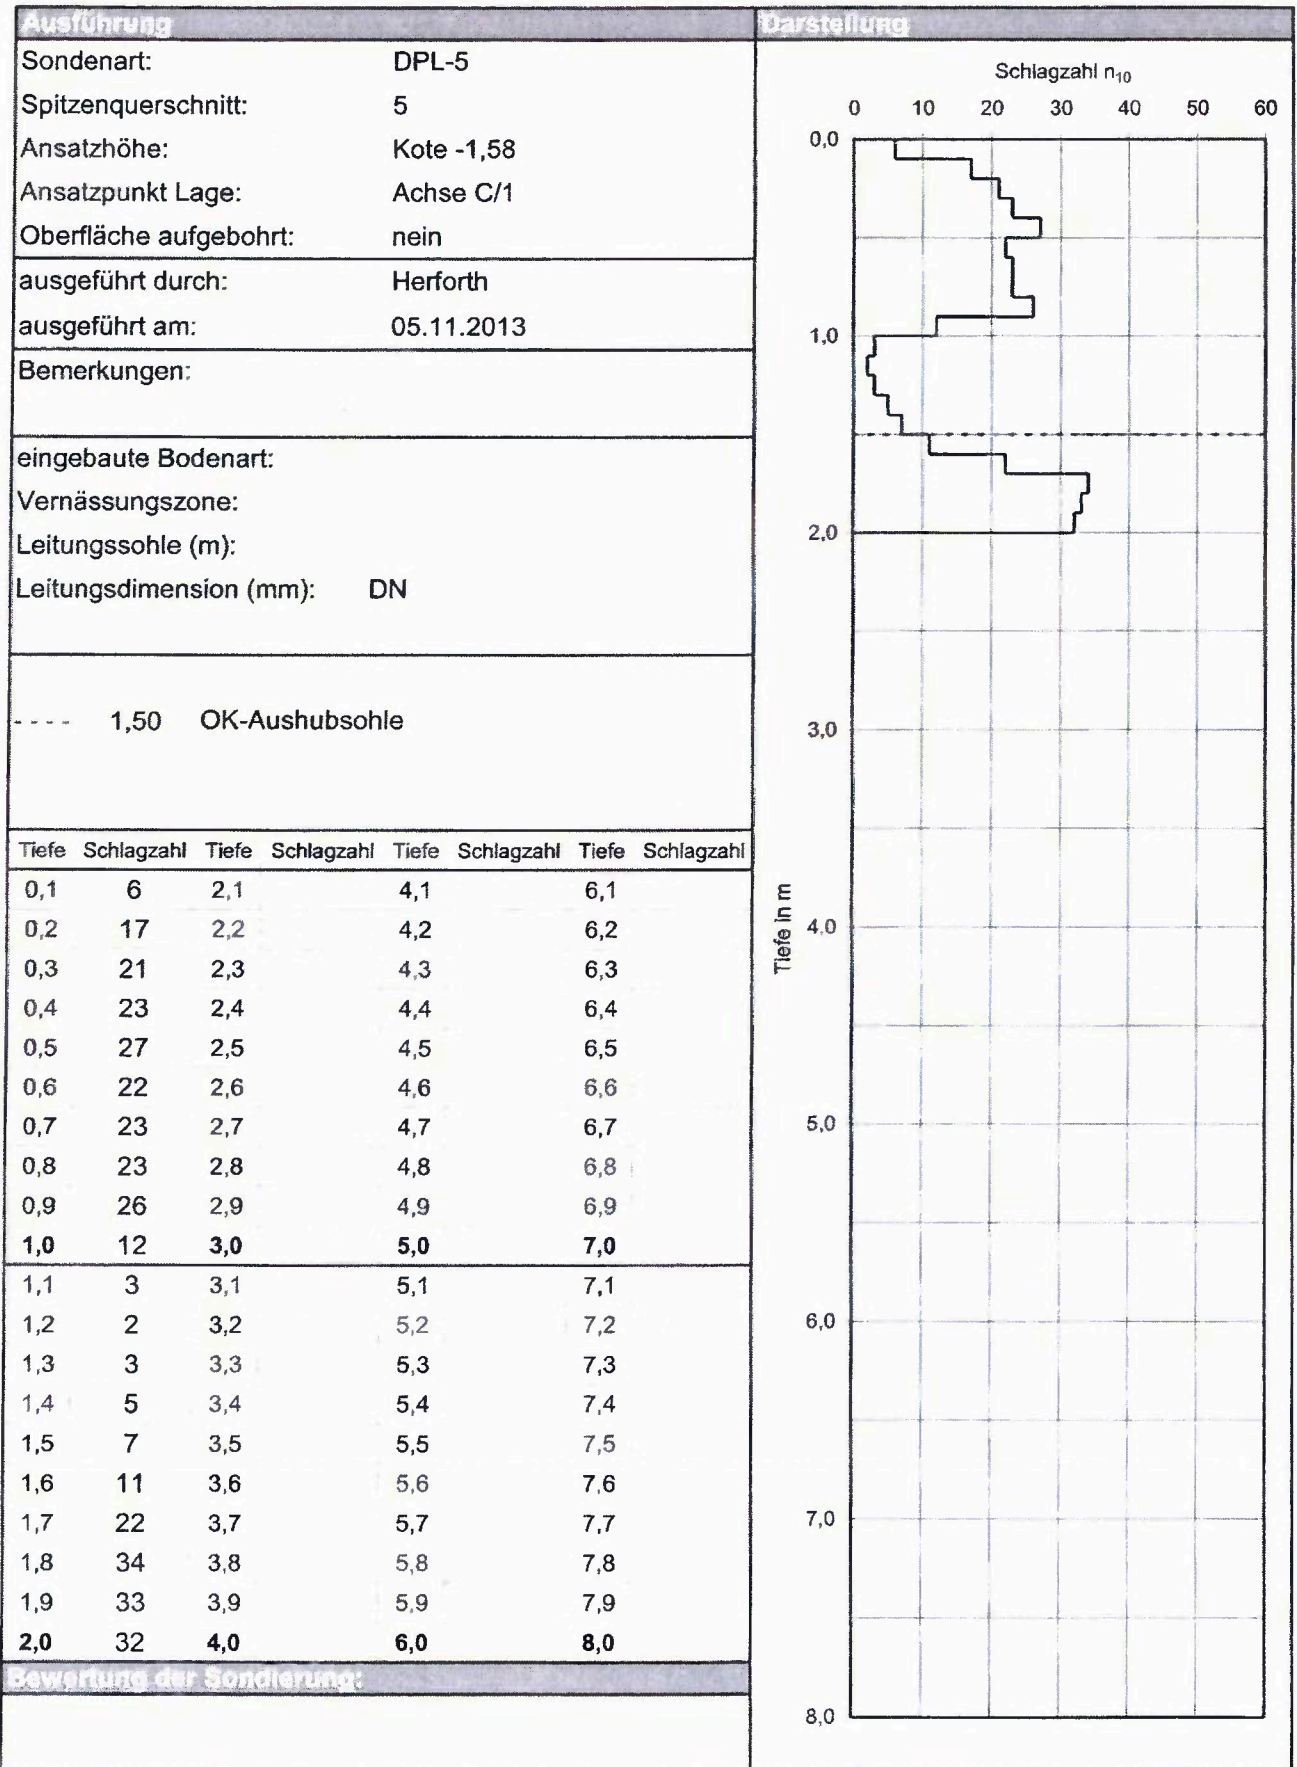 Ausführung
Sondenart: DPL-5
Spitzenquerschnitt: 5
Ansatzhöhe: Kote -1,58
Ansatzpunkt Lage: Achse C/1
Oberfläche aufgebohrt: nein
ausgeführt durch: Herforth
ausgeführt am: 05.11.2013
Bemerkungen:
eingebaute Bodenart:
Vernässungszone:
Leitungssohle (m):
Leitungsdimension (mm): DN
---- 1,50 OK-Aushubsohle
Tiefe Schlagzahl Tiefe Schlagzahl Tiefe Schlagzahl Tiefe Schlagzahl
0,1 6 2,1 4,1 6,1
0,2 17 2,2 4,2 6,2
0,3 21 2,3 4,3 6,3
0,4 23 2,4 4,4 6,4
0,5 27 2,5 4,5 6,5
0,6 22 2,6 4,6 6,6
0,7 23 2,7 4,7 6,7
0,8 23 2,8 4,8 6,8
0,9 26 2,9 4,9 6,9
1,0 12 3,0 5,0 7,0
1,1 3 3,1 5,1 7,1
1,2 2 3,2 5,2 7,2
1,3 3 3,3 5,3 7,3
1,4 5 3,4 5,4 7,4
1,5 7 3,5 5,5 7,5
1,6 11 3,6 5,6 7,6
1,7 22 3,7 5,7 7,7
1,8 34 3,8 5,8 7,8
1,9 33 3,9 5,9 7,9
2,0 32 4,0 6,0 8,0
Bewertung der Sondierung:
Darstellung
Schlagzahl n10
0 10 20 30 40 50 60
0,0
1,0
2,0
3,0
Tiefe in m
4,0
5,0
6,0
7,0
8,0